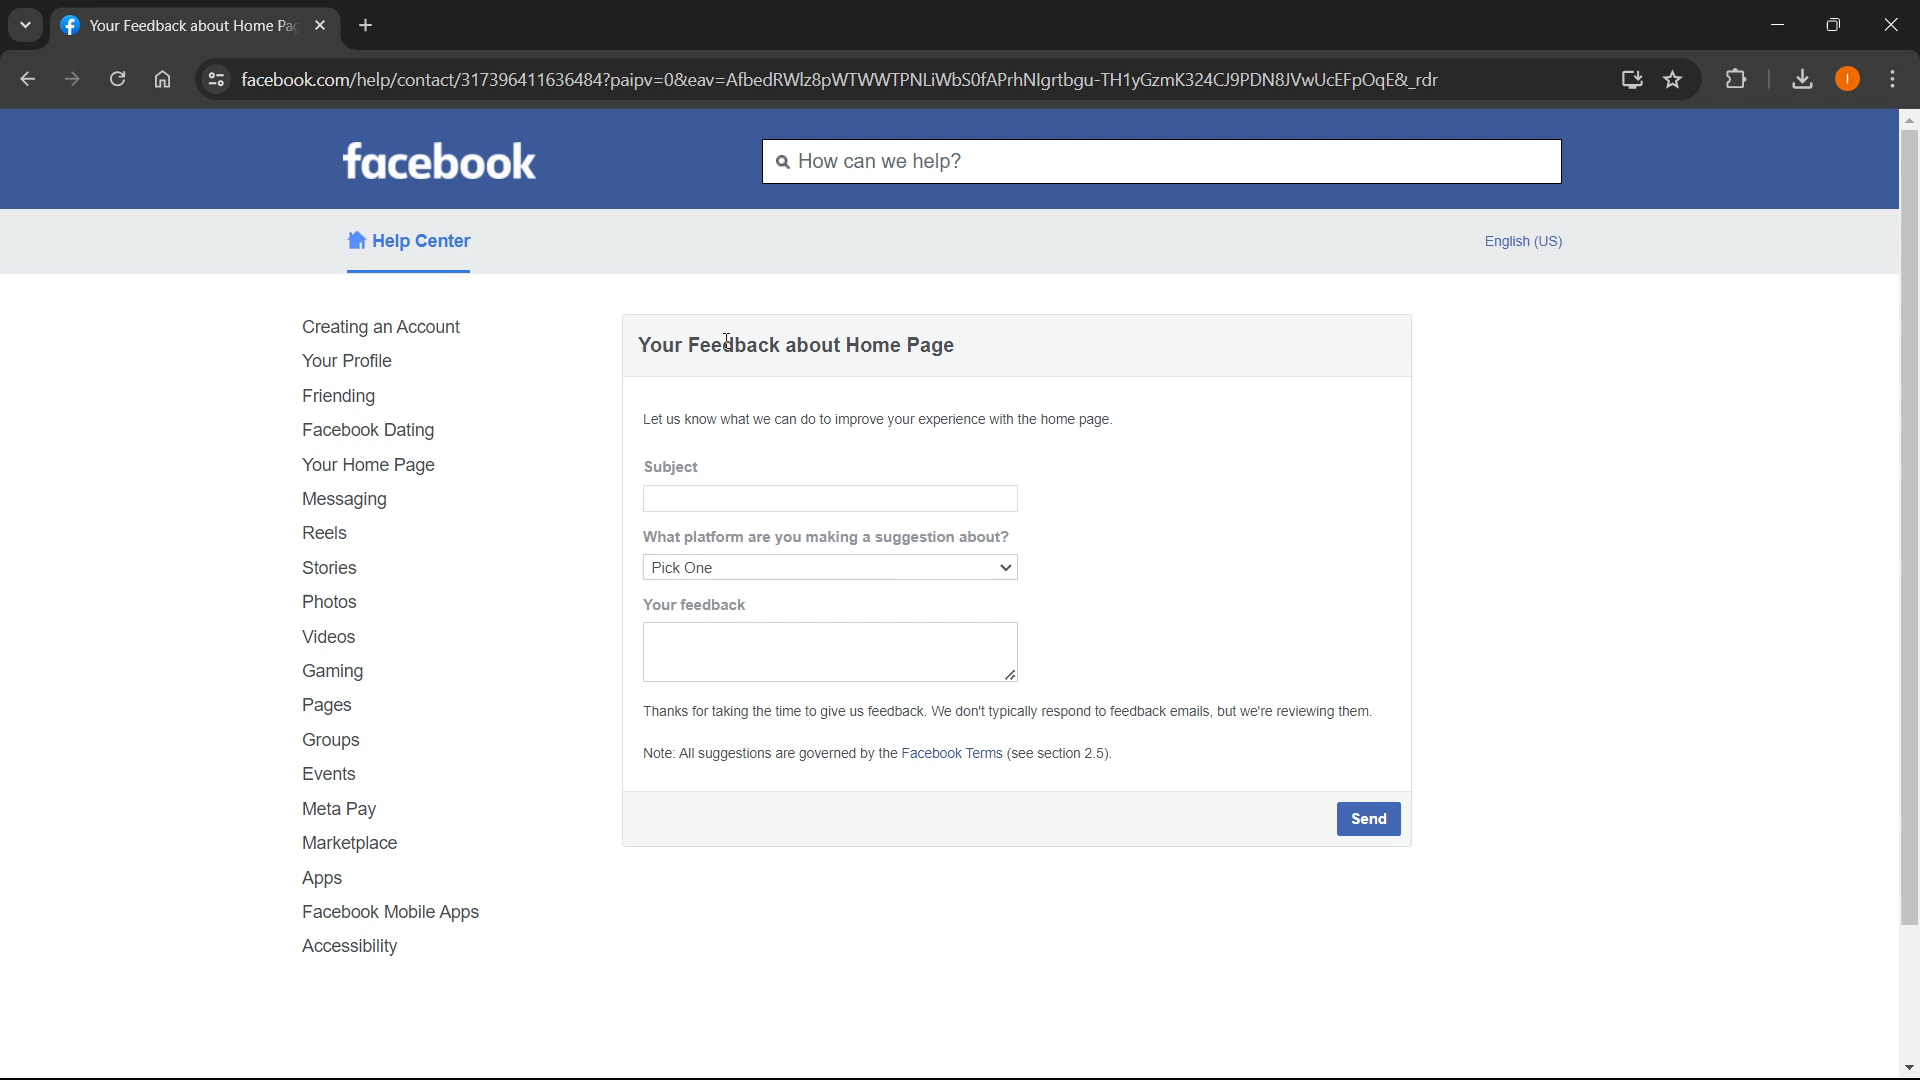 Your Feedback about Home Pag
facebook.com/help/contact/317396411636484?paipv=0&eav=AfbedRWlz8pWTWWTPNLiWbS0fAPrhNlgrtbgu-TH1yGzmK324CJ9PDN8JVwUcEFpOqE&_rdr
I
facebook
How can we help?
Help Center
English (US)
Creating an Account
Your Profile
Friending
Facebook Dating
Your Home Page
Messaging
Reels
Stories
Photos
Videos
Gaming
Pages
Groups
Events
Meta Pay
Marketplace
Apps
Facebook Mobile Apps
Accessibility
Your Feedback about Home Page
Let us know what we can do to improve your experience with the home page.
Subject
What platform are you making a suggestion about?
Pick One
Your feedback
Thanks for taking the time to give us feedback. We don't typically respond to feedback emails, but we're reviewing them.
Note: All suggestions are governed by the Facebook Terms (see section 2.5).
Send